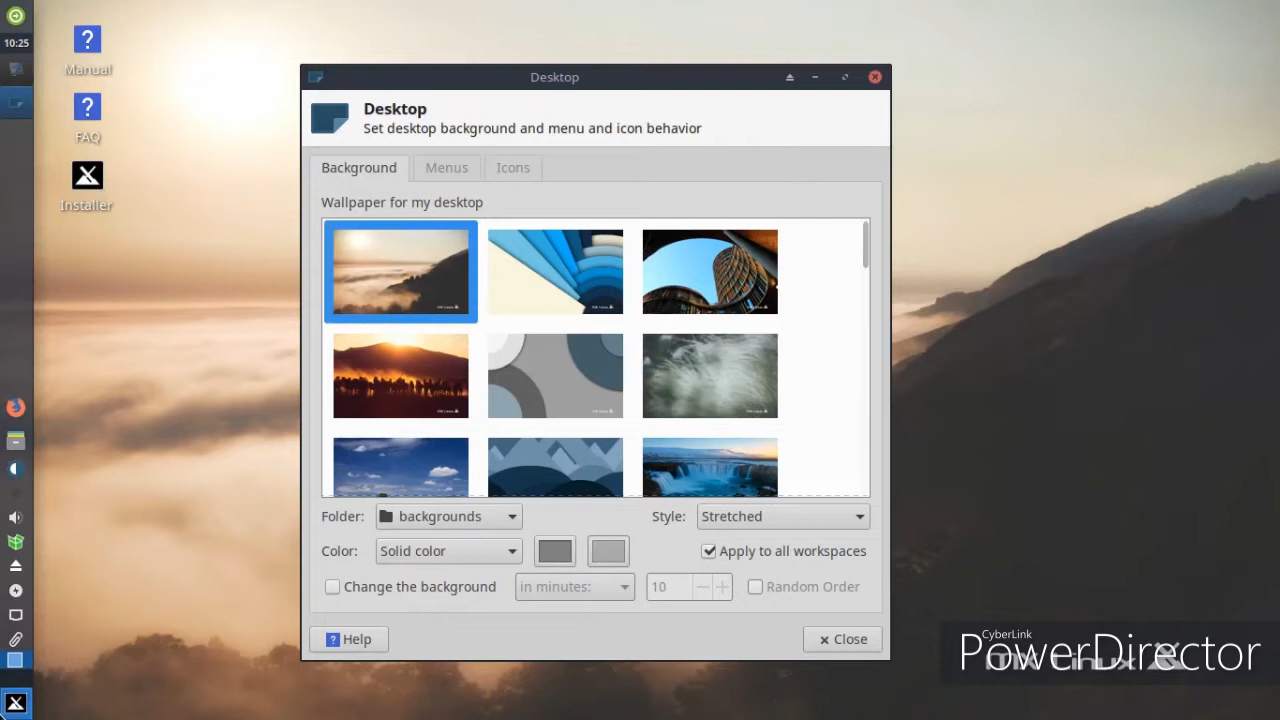 10:25
Manual
FAQ
Installer
Desktop
Desktop
Set desktop background and menu and icon behavior
Background Menus Icons
Wallpaper for my desktop
Folder: backgrounds Style: Stretched
Color: Solid color Apply to all workspaces
Change the background in minutes: 10 Random Order
? Help Close
CyberLink
PowerDirector
MX Linux